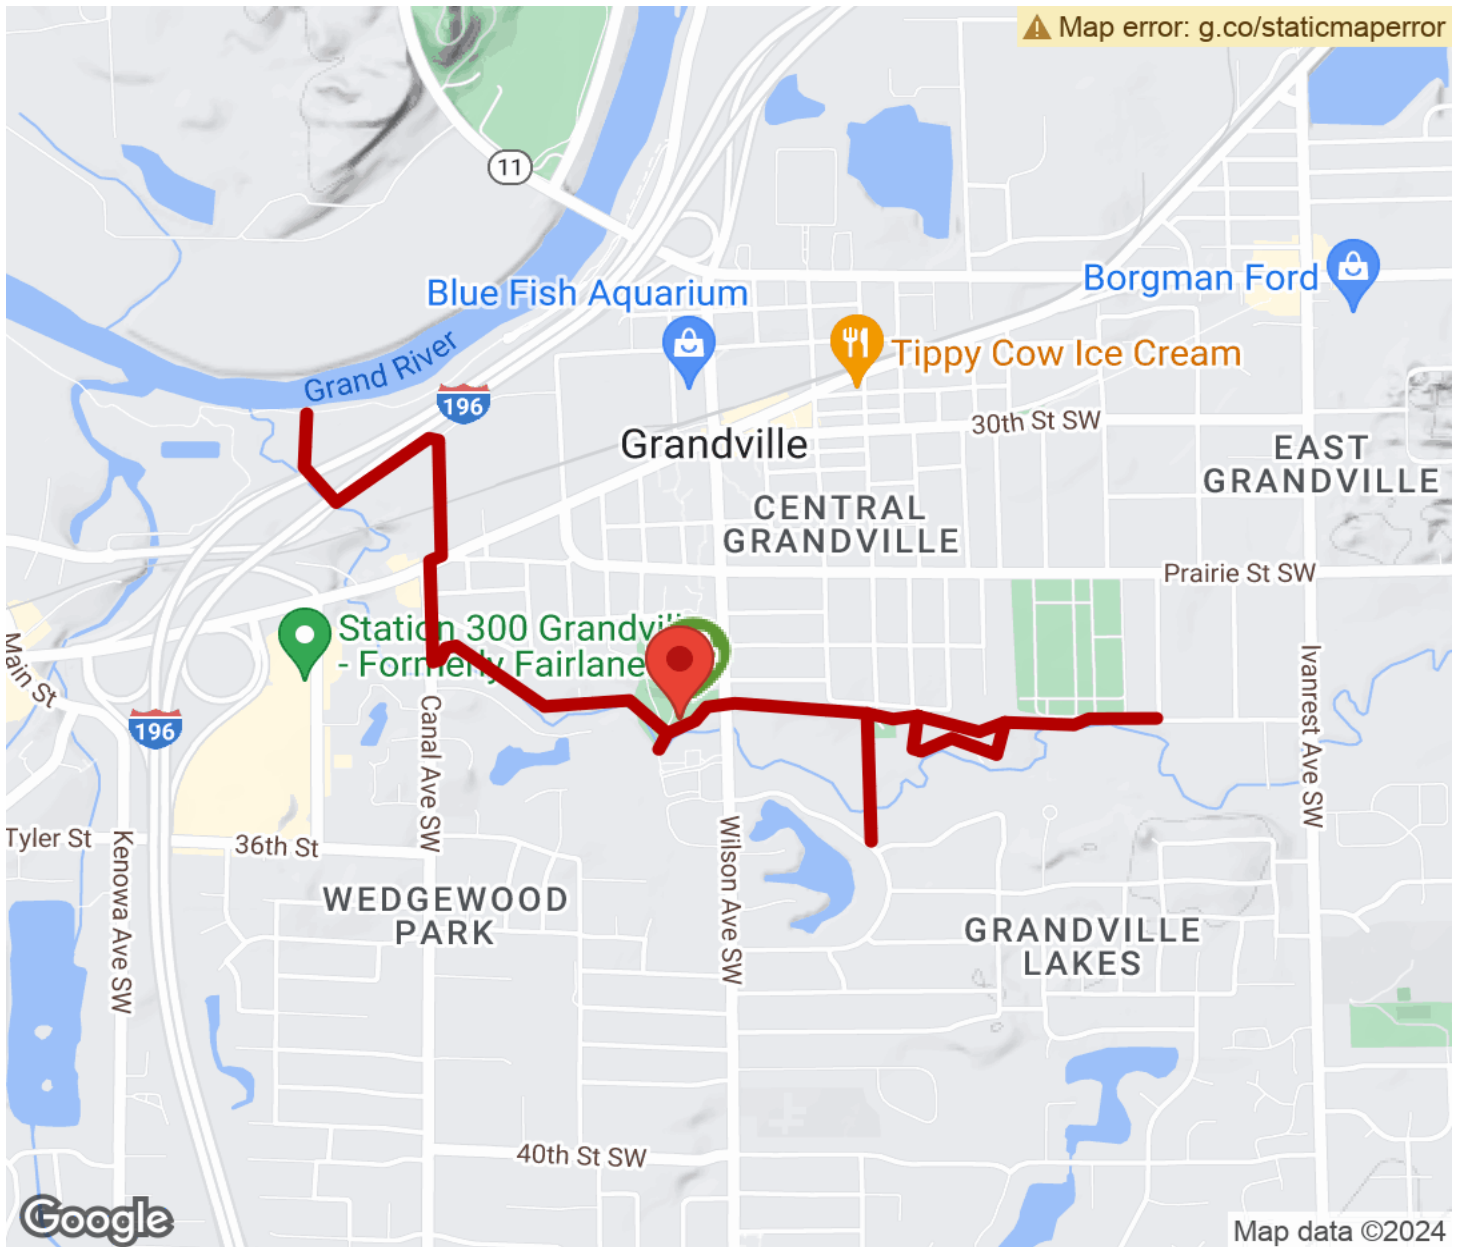 Map error: g.co/staticmaperror
11
Borgman Ford
Blue Fish Aquarium
Tippy Cow Ice Cream
Grand River
196
30th St SW
Grandville
EAST
GRANDVILLE
CENTRAL
GRANDVILLE
Prairie St SW
Station 300 Grandvil
- Formerly Fairlane
Main St
196
Canal Ave SW
Ivanrest Ave SW
Tyler St
36th St
Kenowa Ave SW
Wilson Ave SW
WEDGEWOOD
PARK
GRANDVILLE
LAKES
40th St SW
Google
Map data ©2024